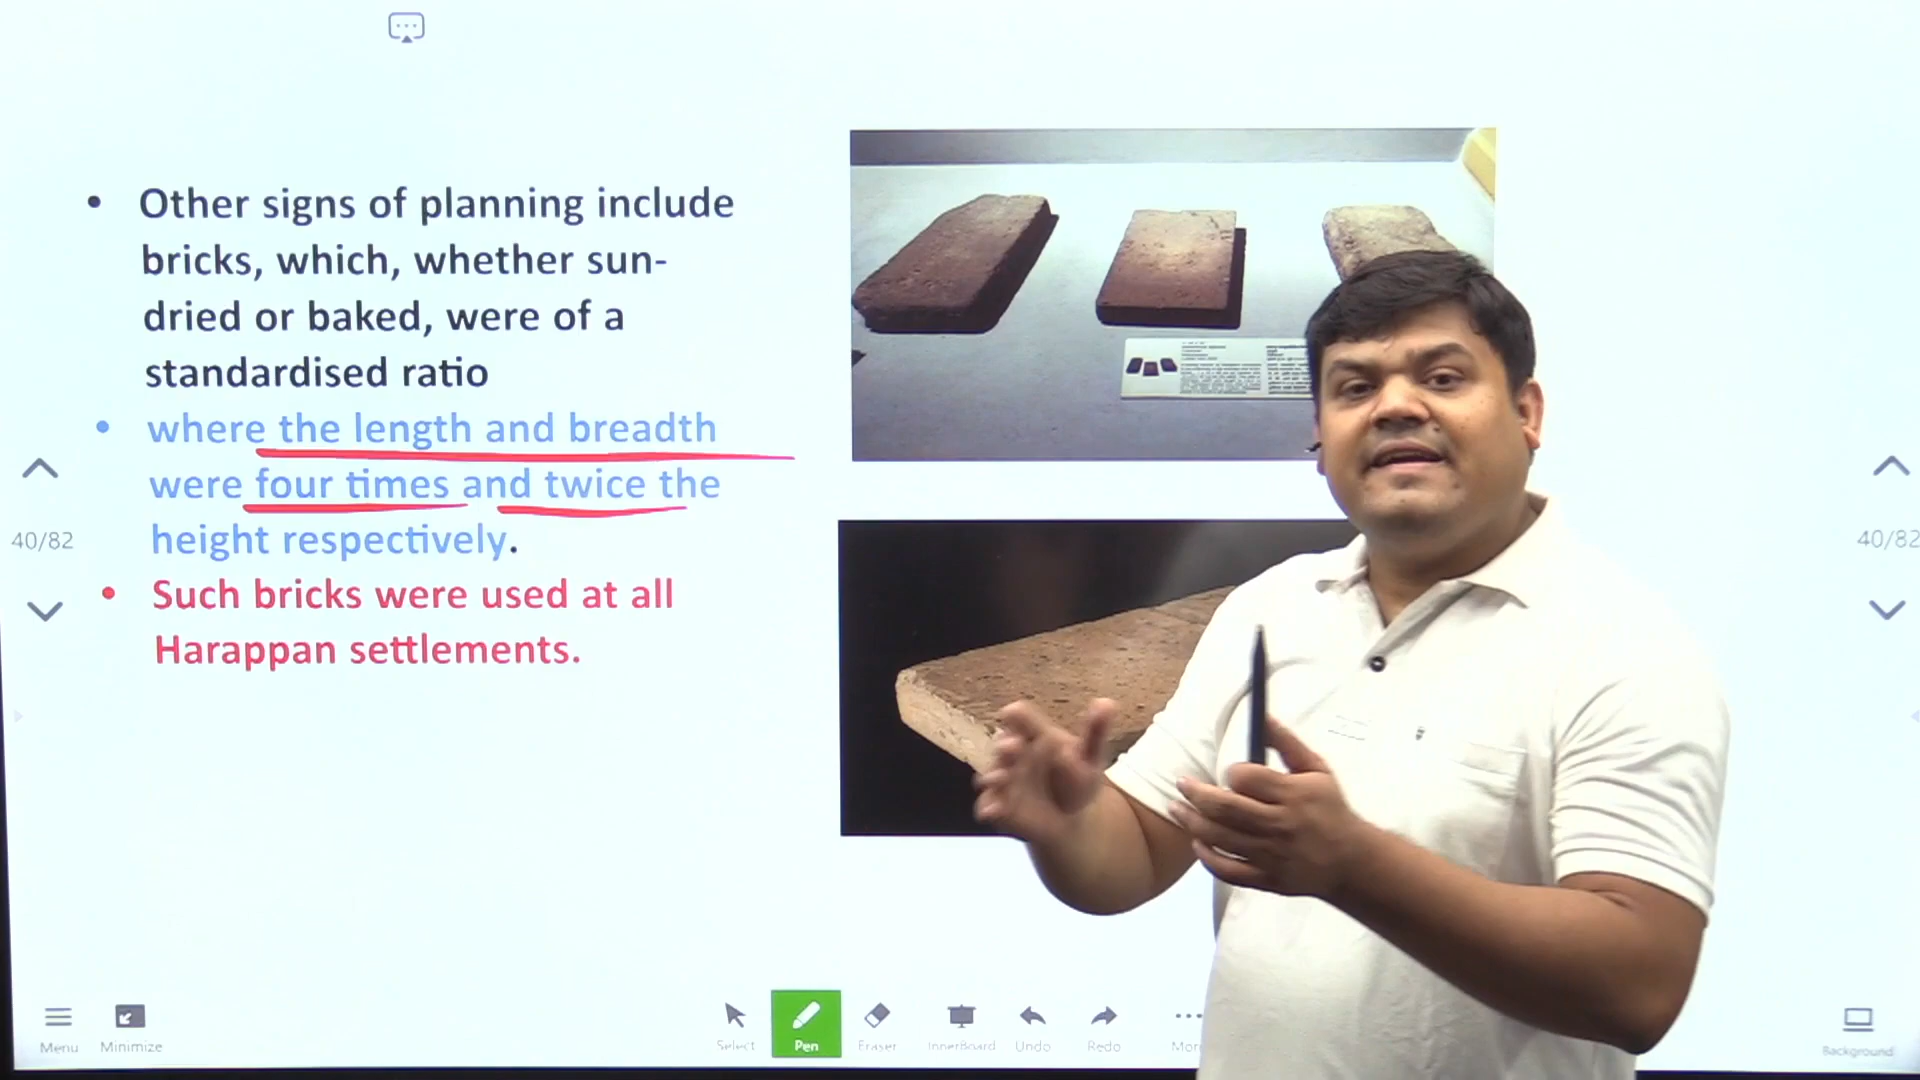 • Other signs of planning include
bricks, which, whether sun-
dried or baked, were of a
standardised ratio
• where the length and breadth
were four times and twice the
height respectively.
• Such bricks were used at all
Harappan settlements.
40/82
40/82
Menu
Minimize
Select
Pen
Eraser
InnerBoard
Undo
Redo
Background